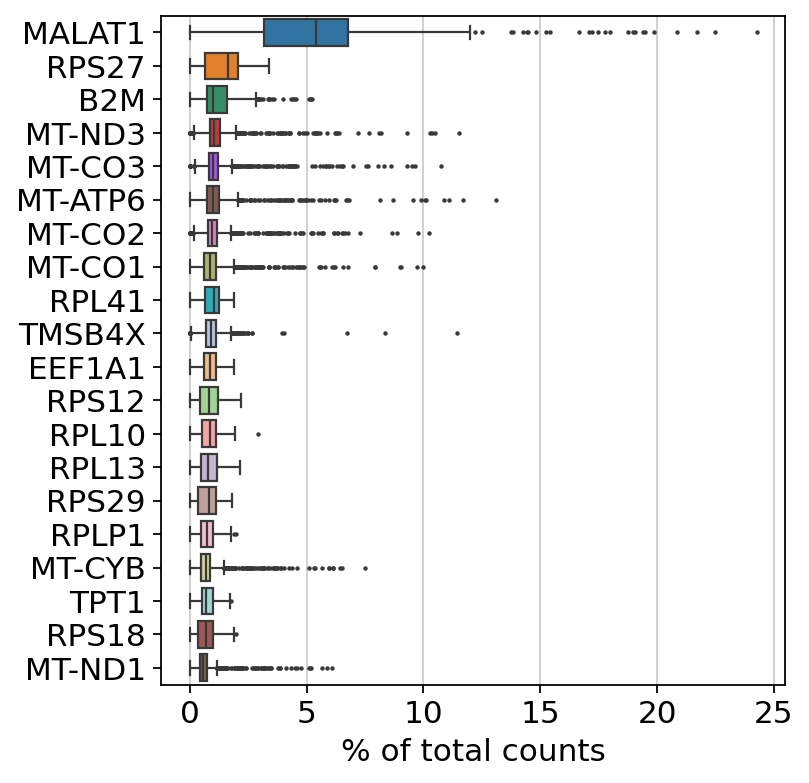 MALAT1
RPS27
B2M
MT-ND3
MT-CO3
MT-ATP6
MT-CO2
MT-CO1
RPL41
TMSB4X
EEF1A1
RPS12
RPL10
RPL13
RPS29
RPLP1
MT-CYB
TPT1
RPS18
MT-ND1
0 5 10 15 20 25
% of total counts